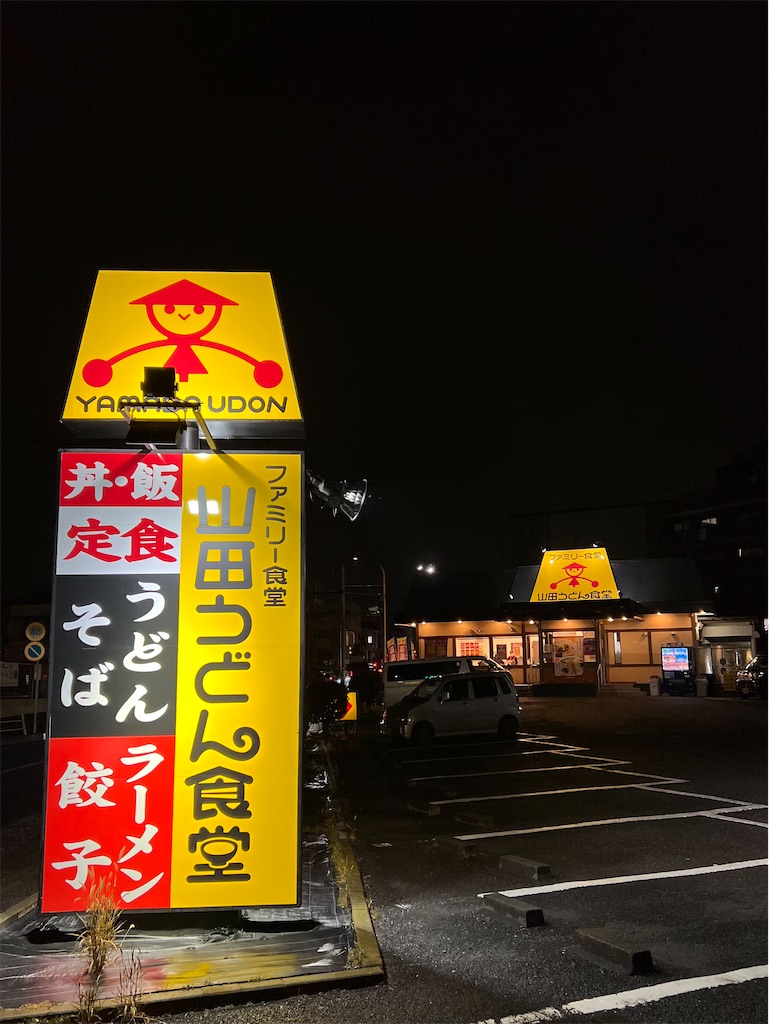 YAMADA UDON
ファミリー食堂
山田うどん食堂
丼・飯
定食
うどん
そば
ラーメン
餃子
40
ファミリー食堂
山田うどん食堂